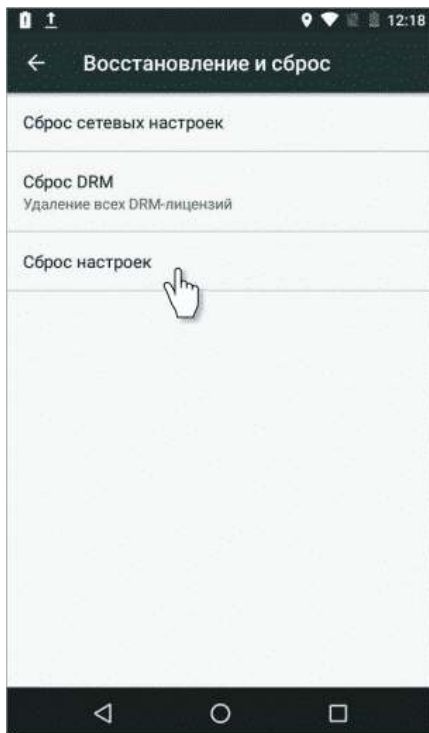 12:18
Восстановление и сброс
Сброс сетевых настроек
Сброс DRM
Удаление всех DRM-лицензий
Сброс настроек